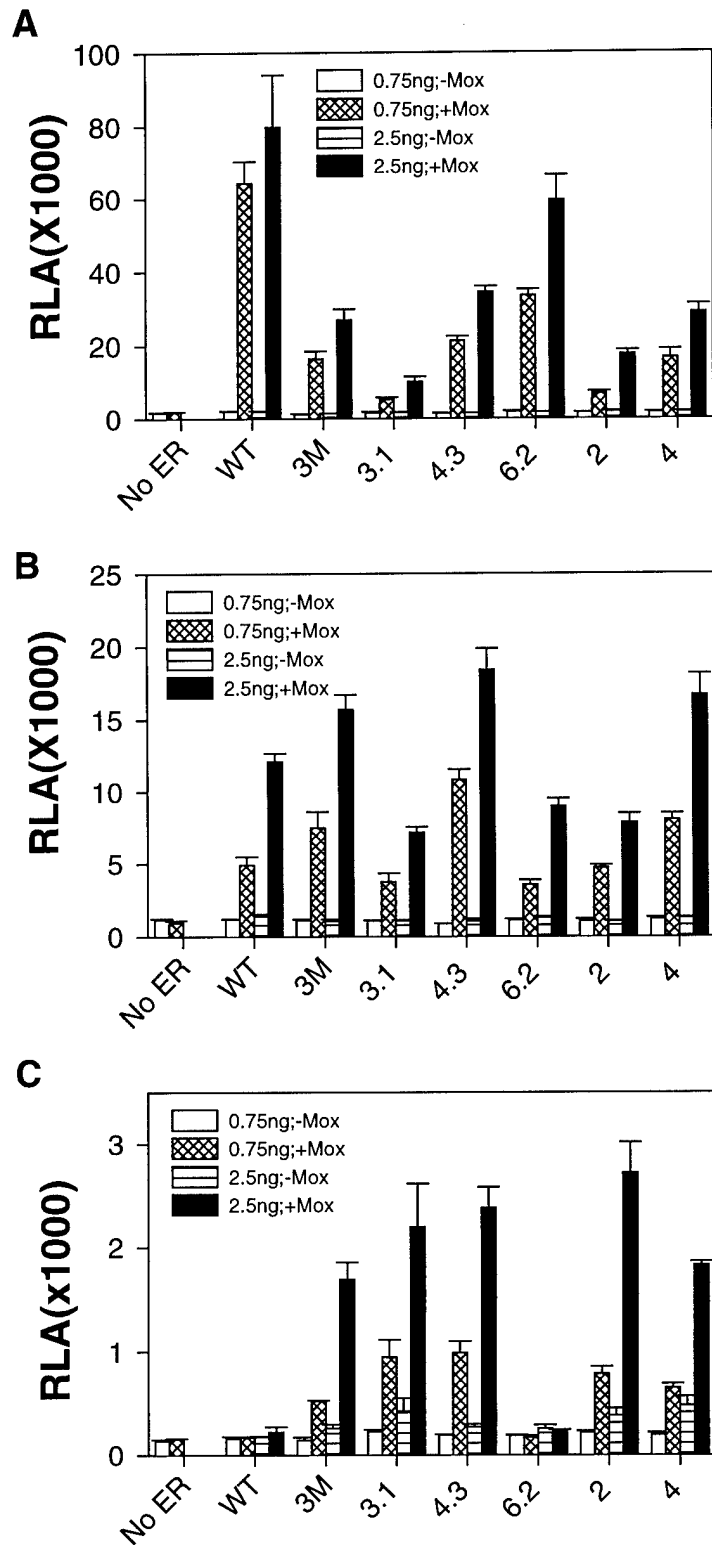 A
RLA(X1000)
100
80
60
40
20
0
0.75ng;-Mox
0.75ng;+Mox
2.5ng;-Mox
2.5ng;+Mox
No ER
WT
3M
3.1
4.3
6.2
2
4
B
RLA(X1000)
25
20
15
10
5
0
0.75ng;-Mox
0.75ng;+Mox
2.5ng;-Mox
2.5ng;+Mox
No ER
WT
3M
3.1
4.3
6.2
2
4
C
RLA(x1000)
3
2
1
0
0.75ng;-Mox
0.75ng;+Mox
2.5ng;-Mox
2.5ng;+Mox
No ER
WT
3M
3.1
4.3
6.2
2
4